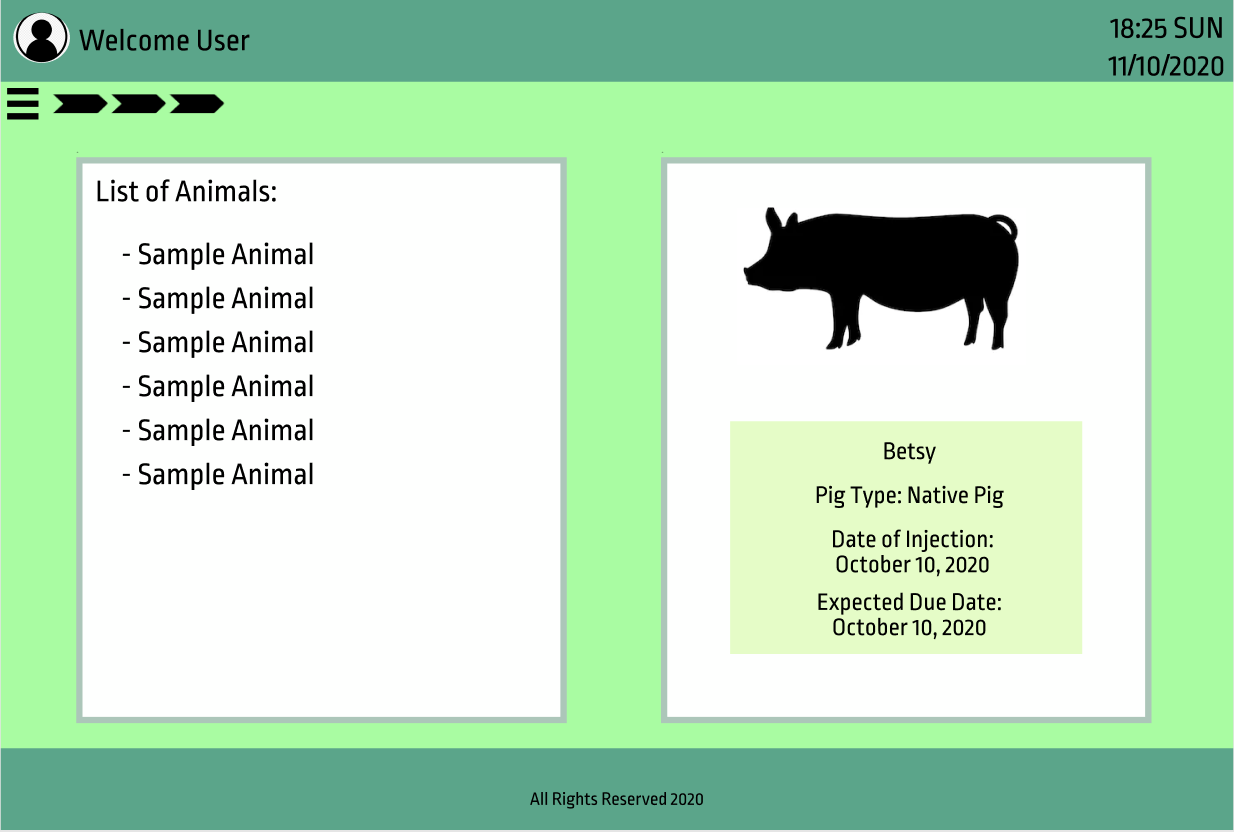 Welcome User
18:25 SUN
11/10/2020
List of Animals:
- Sample Animal
- Sample Animal
- Sample Animal
- Sample Animal
- Sample Animal
- Sample Animal
Betsy
Pig Type: Native Pig
Date of Injection:
October 10, 2020
Expected Due Date:
October 10, 2020
All Rights Reserved 2020